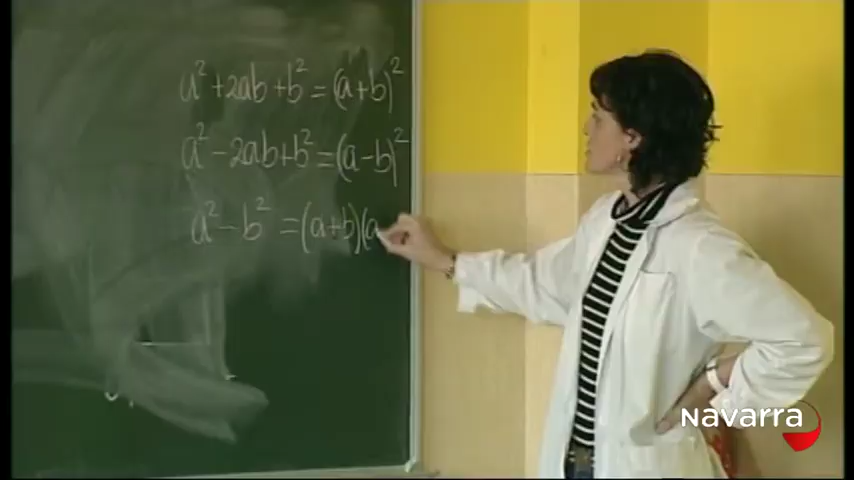 a² + 2ab + b² = (a+b)²
a² - 2ab + b² = (a-b)²
a² - b² = (a+b)(a
Navarra